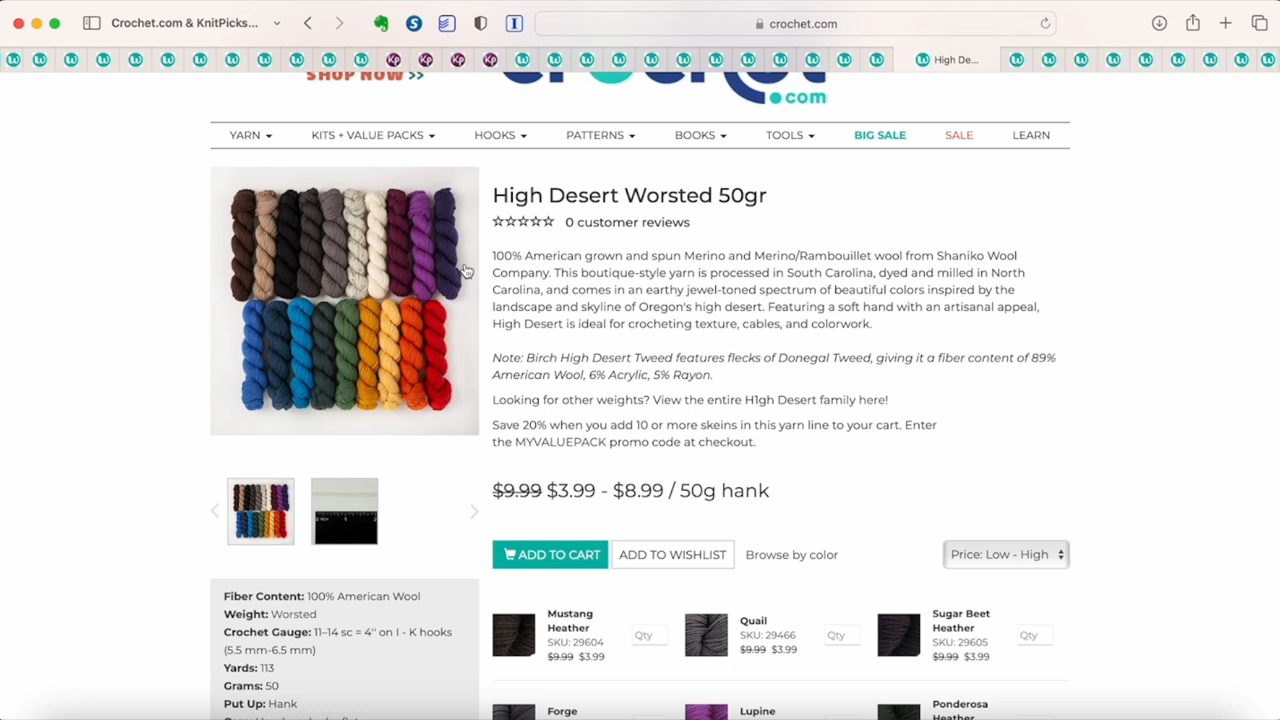 Crochet.com & KnitPicks...
crochet.com
High De...
SHOP NOW >>
crochet
.com
YARN
KITS + VALUE PACKS
HOOKS
PATTERNS
BOOKS
TOOLS
BIG SALE
SALE
LEARN
High Desert Worsted 50gr
0 customer reviews
100% American grown and spun Merino and Merino/Rambouillet wool from Shaniko Wool
Company. This boutique-style yarn is processed in South Carolina, dyed and milled in North
Carolina, and comes in an earthy jewel-toned spectrum of beautiful colors inspired by the
landscape and skyline of Oregon's high desert. Featuring a soft hand with an artisanal appeal,
High Desert is ideal for crocheting texture, cables, and colorwork.
Note: Birch High Desert Tweed features flecks of Donegal Tweed, giving it a fiber content of 89%
American Wool, 6% Acrylic, 5% Rayon.
Looking for other weights? View the entire H1gh Desert family here!
Save 20% when you add 10 or more skeins in this yarn line to your cart. Enter
the MYVALUEPACK promo code at checkout.
$9.99 $3.99 - $8.99 / 50g hank
ADD TO CART
ADD TO WISHLIST
Browse by color
Price: Low - High
Fiber Content: 100% American Wool
Weight: Worsted
Crochet Gauge: 11–14 sc = 4'' on I - K hooks
(5.5 mm-6.5 mm)
Yards: 113
Grams: 50
Put Up: Hank
Mustang
Heather
SKU: 29604
$9.99 $3.99
Qty
Quail
SKU: 29466
$9.99 $3.99
Qty
Sugar Beet
Heather
SKU: 29605
$9.99 $3.99
Qty
Forge
Lupine
Ponderosa
Heather